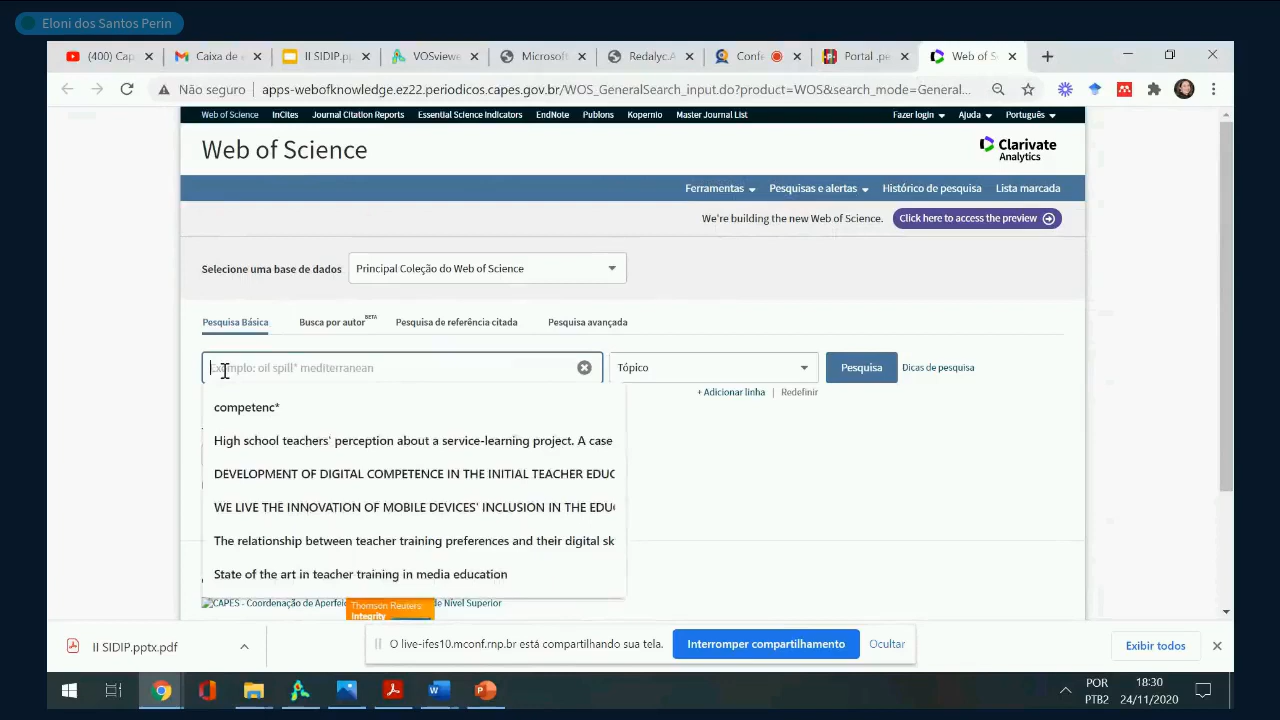 Eloni dos Santos Perin
(400) Cap
Caixa de e
II SIDIP.pp
VOSviewe
Microsoft
Redalyc.A
Confe
Portal .pe
Web of S
Não seguro
apps-webofknowledge.ez22.periodicos.capes.gov.br/WOS_GeneralSearch_input.do?product=WOS&search_mode=General...
Web of Science InCites Journal Citation Reports Essential Science Indicators EndNote Publons Kopernio Master Journal List Fazer login Ajuda Português
Web of Science
Clarivate
Analytics
Ferramentas Pesquisas e alertas Histórico de pesquisa Lista marcada
We're building the new Web of Science. Click here to access the preview
Selecione uma base de dados Principal Coleção do Web of Science
Pesquisa Básica Busca por autor BETA Pesquisa de referência citada Pesquisa avançada
Exemplo: oil spill* mediterranean Tópico Pesquisa Dicas de pesquisa
+ Adicionar linha | Redefinir
competenc*
High school teachers' perception about a service-learning project. A case
DEVELOPMENT OF DIGITAL COMPETENCE IN THE INITIAL TEACHER EDUC
WE LIVE THE INNOVATION OF MOBILE DEVICES' INCLUSION IN THE EDU
The relationship between teacher training preferences and their digital sk
State of the art in teacher training in media education
CAPES - Coordenação de Aperfei de Nível Superior
Thomson Reuters
Integrity
II SIDIP.pptx.pdf
O live-ifes10.mconf.rnp.br está compartilhando sua tela. Interromper compartilhamento Ocultar
Exibir todos
POR
PTB2
18:30
24/11/2020